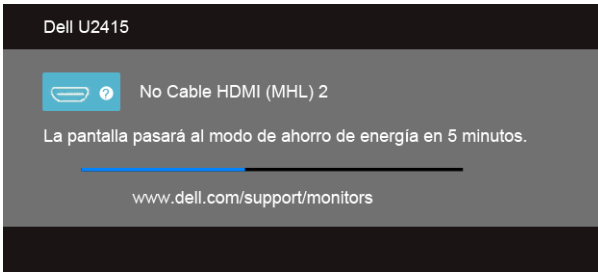 Dell U2415
No Cable HDMI (MHL) 2
La pantalla pasará al modo de ahorro de energía en 5 minutos.
www.dell.com/support/monitors